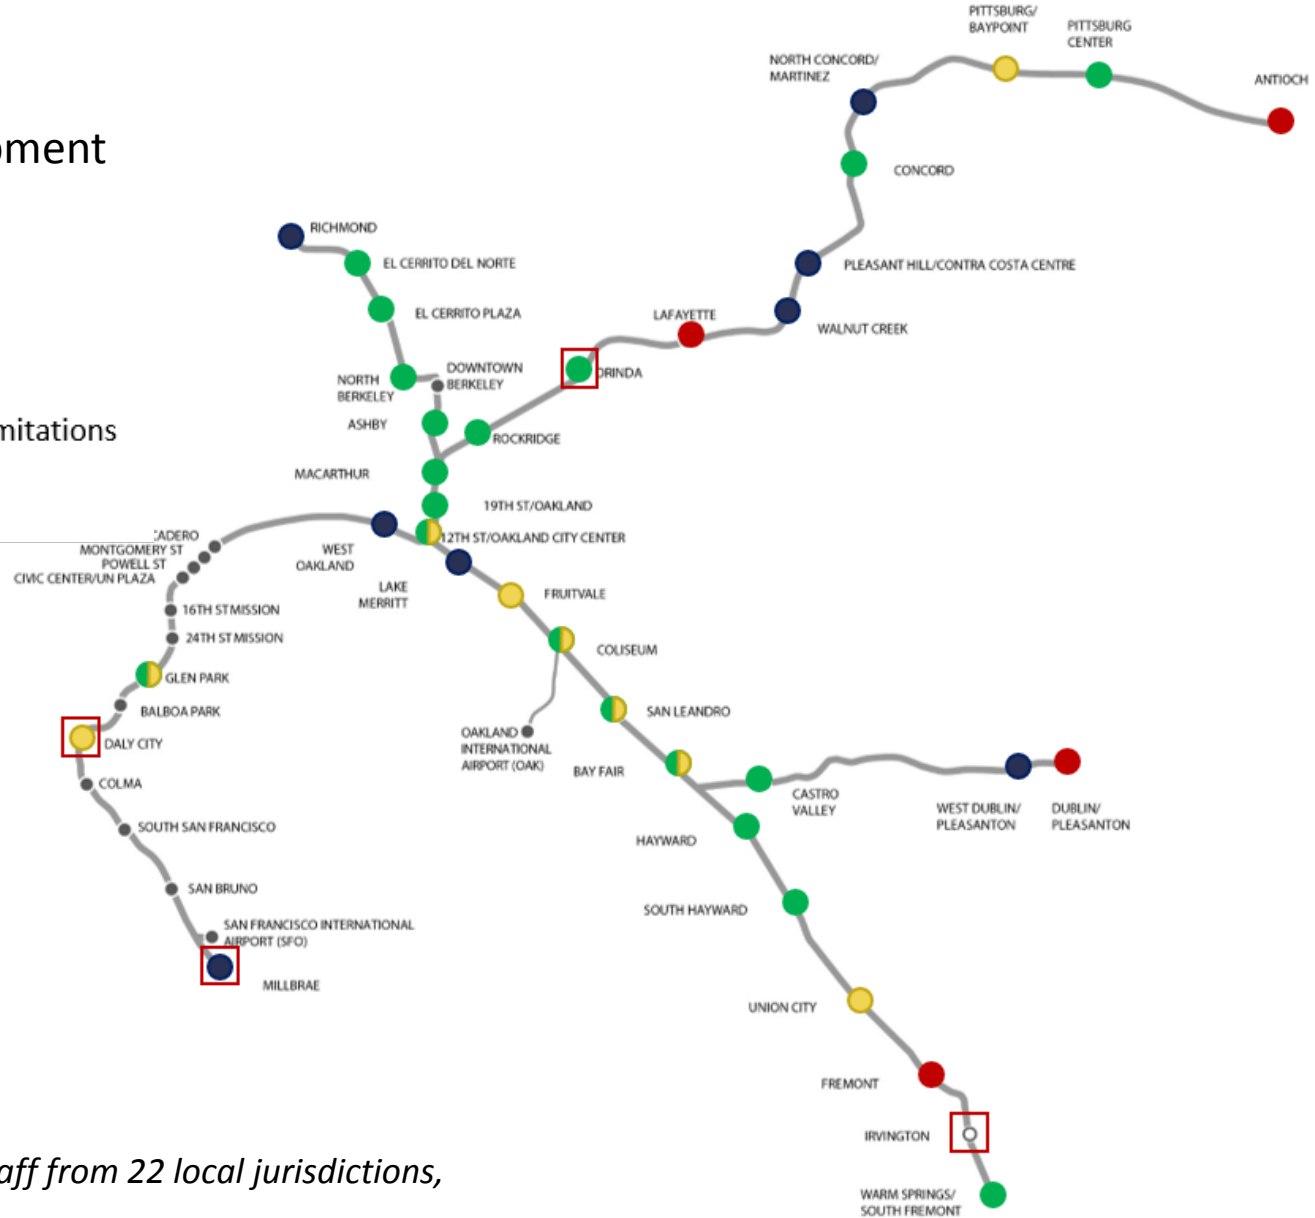 PITTSBURG/
BAYPOINT
PITTSBURG
CENTER
NORTH CONCORD/
MARTINEZ
ANTIOCH
pment
CONCORD
RICHMOND
EL CERRITO DEL NORTE
PLEASANT HILL/CONTRA COSTA CENTRE
EL CERRITO PLAZA
LAFAYETTE
WALNUT CREEK
DOWNTOWN
BERKELEY
ORINDA
NORTH
BERKELEY
mitations
ASHBY
ROCKRIDGE
MACARTHUR
19TH ST/OAKLAND
CADERO
12TH ST/OAKLAND CITY CENTER
MONTGOMERY ST
POWELL ST
CIVIC CENTER/UN PLAZA
WEST
OAKLAND
LAKE
MERRITT
FRUITVALE
16TH ST MISSION
24TH ST MISSION
COLISEUM
GLEN PARK
BALBOA PARK
SAN LEANDRO
DALY CITY
OAKLAND
INTERNATIONAL
AIRPORT (OAK)
BAY FAIR
COLMA
CASTRO
VALLEY
WEST DUBLIN/
PLEASANTON
DUBLIN/
PLEASANTON
SOUTH SAN FRANCISCO
HAYWARD
SAN BRUNO
SOUTH HAYWARD
SAN FRANCISCO INTERNATIONAL
AIRPORT (SFO)
MILLBRAE
UNION CITY
FREMONT
IRVINGTON
aff from 22 local jurisdictions,
WARM SPRINGS/
SOUTH FREMONT